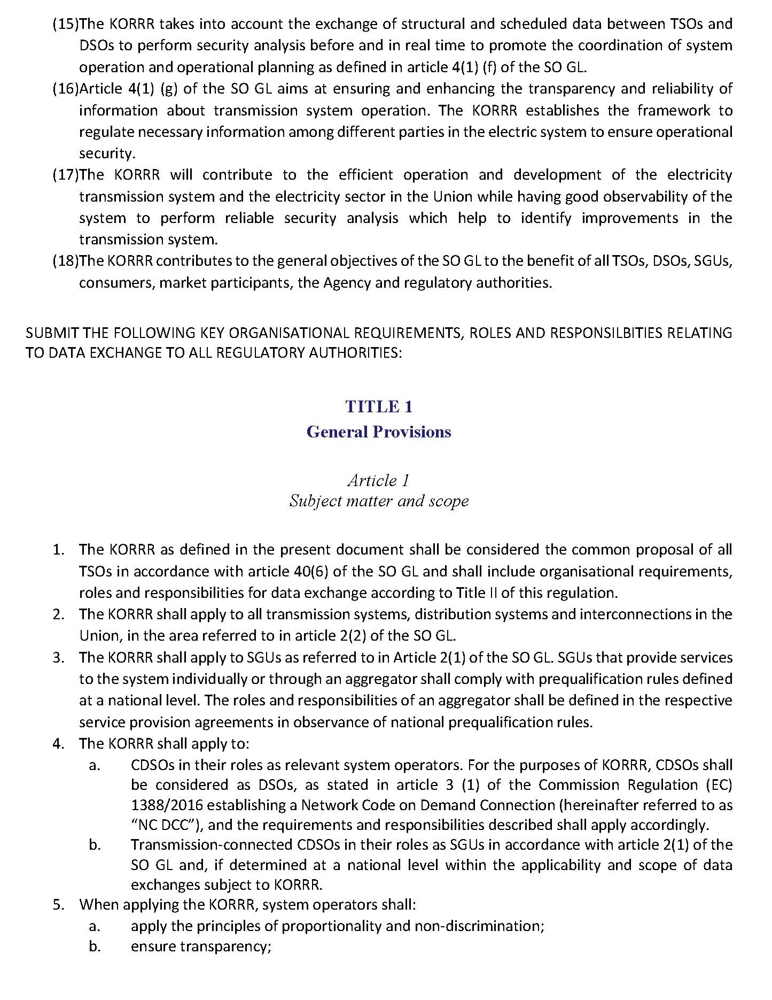 (15)The KORRR takes into account the exchange of structural and scheduled data between TSOs and
DSOs to perform security analysis before and in real time to promote the coordination of system
operation and operational planning as defined in article 4(1) (f) of the SO GL.
(16)Article 4(1) (g) of the SO GL aims at ensuring and enhancing the transparency and reliability of
information about transmission system operation. The KORRR establishes the framework to
regulate necessary information among different parties in the electric system to ensure operational
security.
(17)The KORRR will contribute to the efficient operation and development of the electricity
transmission system and the electricity sector in the Union while having good observability of the
system to perform reliable security analysis which help to identify improvements in the
transmission system.
(18)The KORRR contributes to the general objectives of the SO GL to the benefit of all TSOs, DSOs, SGUs,
consumers, market participants, the Agency and regulatory authorities.
SUBMIT THE FOLLOWING KEY ORGANISATIONAL REQUIREMENTS, ROLES AND RESPONSILBITIES RELATING
TO DATA EXCHANGE TO ALL REGULATORY AUTHORITIES:
TITLE 1
General Provisions
Article 1
Subject matter and scope
1. The KORRR as defined in the present document shall be considered the common proposal of all
TSOs in accordance with article 40(6) of the SO GL and shall include organisational requirements,
roles and responsibilities for data exchange according to Title II of this regulation.
2. The KORRR shall apply to all transmission systems, distribution systems and interconnections in the
Union, in the area referred to in article 2(2) of the SO GL.
3. The KORRR shall apply to SGUs as referred to in Article 2(1) of the SO GL. SGUs that provide services
to the system individually or through an aggregator shall comply with prequalification rules defined
at a national level. The roles and responsibilities of an aggregator shall be defined in the respective
service provision agreements in observance of national prequalification rules.
4. The KORRR shall apply to:
a. CDSOs in their roles as relevant system operators. For the purposes of KORRR, CDSOs shall
be considered as DSOs, as stated in article 3 (1) of the Commission Regulation (EC)
1388/2016 establishing a Network Code on Demand Connection (hereinafter referred to as
“NC DCC”), and the requirements and responsibilities described shall apply accordingly.
b. Transmission-connected CDSOs in their roles as SGUs in accordance with article 2(1) of the
SO GL and, if determined at a national level within the applicability and scope of data
exchanges subject to KORRR.
5. When applying the KORRR, system operators shall:
a. apply the principles of proportionality and non-discrimination;
b. ensure transparency;